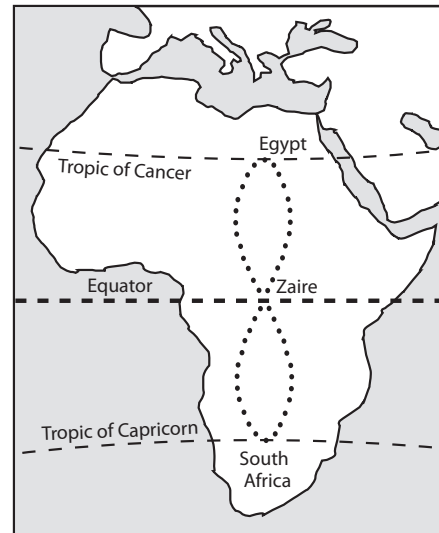 Egypt
Tropic of Cancer
Equator
Zaire
Tropic of Capricorn
South
Africa